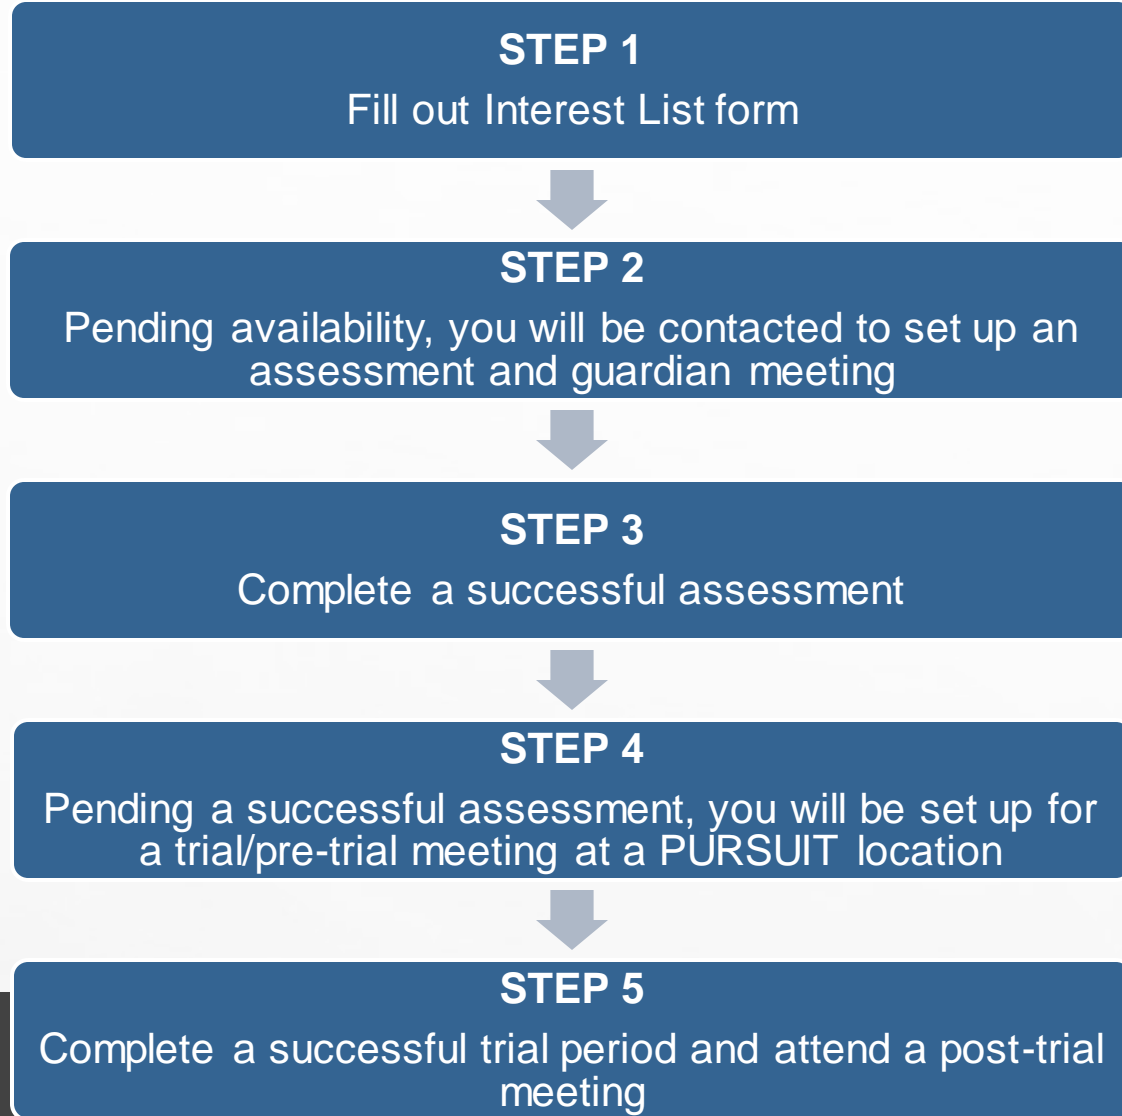 STEP 1
Fill out Interest List form
STEP 2
Pending availability, you will be contacted to set up an
assessment and guardian meeting
STEP 3
Complete a successful assessment
STEP 4
Pending a successful assessment, you will be set up for
a trial/pre-trial meeting at a PURSUIT location
STEP 5
Complete a successful trial period and attend a post-trial
meeting